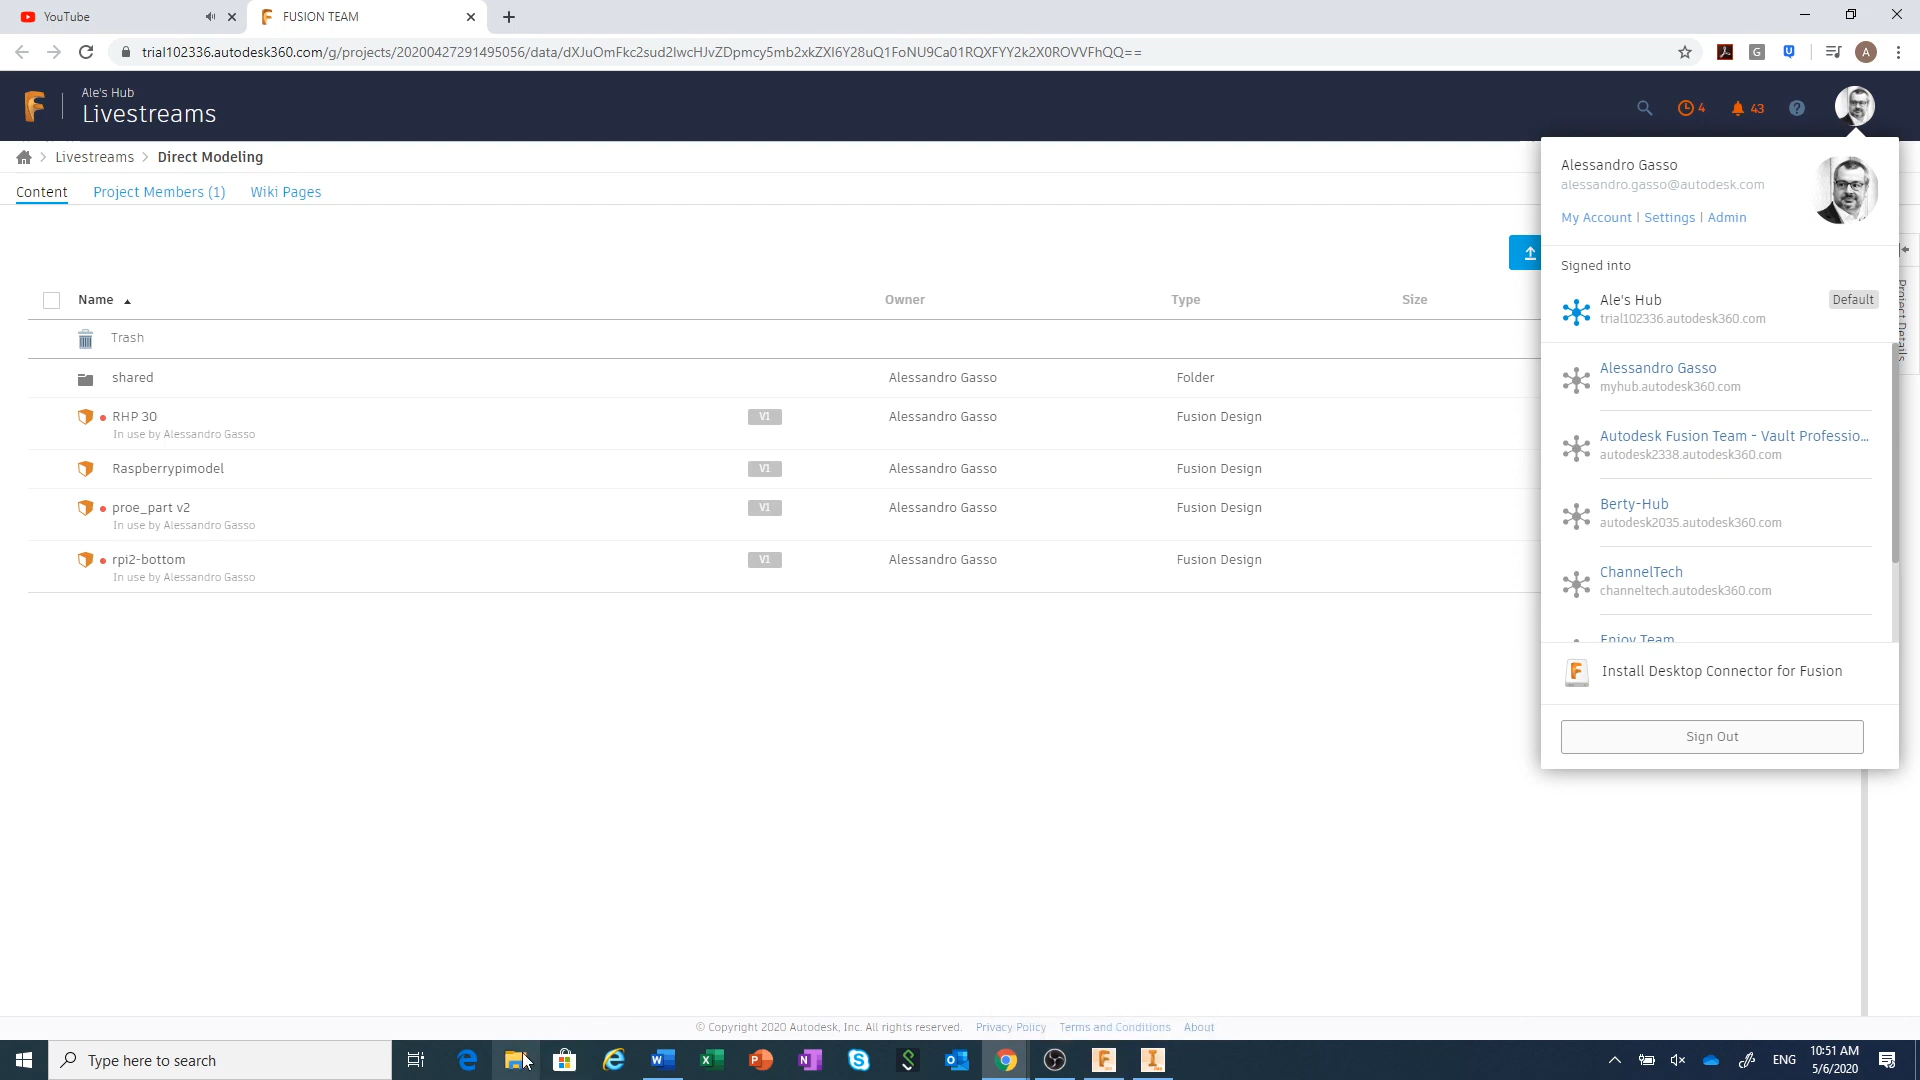 YouTube
FUSION TEAM
trial102336.autodesk360.com/g/projects/20200427291495056/data/dXJuOmFkc2sud2lwcHJvZDpmcy5mb2xkZXI6Y28uQ1FoNU9Ca01RQXFYY2k2X0ROVVFhQQ==
A
Ale's Hub
Livestreams
4
43
Livestreams > Direct Modeling
Content
Project Members (1)
Wiki Pages
Name
Owner
Type
Size
Trash
shared
Alessandro Gasso
Folder
RHP 30
V1
Alessandro Gasso
Fusion Design
In use by Alessandro Gasso
Raspberrypimodel
V1
Alessandro Gasso
Fusion Design
proe_part v2
V1
Alessandro Gasso
Fusion Design
In use by Alessandro Gasso
rpi2-bottom
V1
Alessandro Gasso
Fusion Design
In use by Alessandro Gasso
Alessandro Gasso
alessandro.gasso@autodesk.com
My Account | Settings | Admin
Signed into
Ale's Hub
Default
trial102336.autodesk360.com
Alessandro Gasso
myhub.autodesk360.com
Autodesk Fusion Team - Vault Professio...
autodesk2338.autodesk360.com
Berty-Hub
autodesk2035.autodesk360.com
ChannelTech
channeltech.autodesk360.com
Enjoy Team
Install Desktop Connector for Fusion
Sign Out
Project Details
© Copyright 2020 Autodesk, Inc. All rights reserved.
Privacy Policy
Terms and Conditions
About
Type here to search
ENG
10:51 AM
5/6/2020